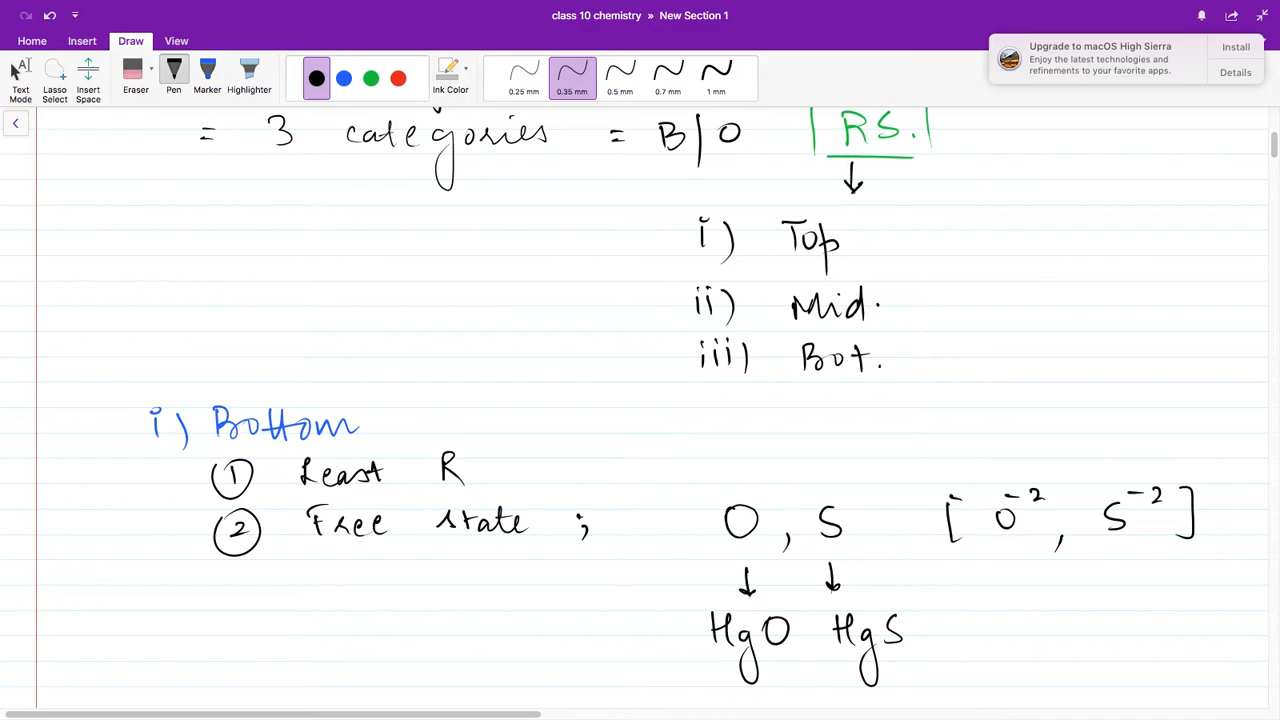 class 10 chemistry » New Section 1
Home Insert Draw View
Upgrade to macOS High Sierra
Enjoy the latest technologies and
refinements to your favorite apps.
Install
Details
Text Mode
Lasso Select
Insert Space
Eraser
Pen
Marker
Highlighter
Ink Color
0.25 mm
0.35 mm
0.5 mm
0.7 mm
1 mm
= 3 categories = B|O |RS.|
↓
i) Top
ii) Mid.
iii) Bot.
i) Bottom
① Least R
② Free state ; O, S [O⁻², S⁻²]
↓ ↓
HgO HgS